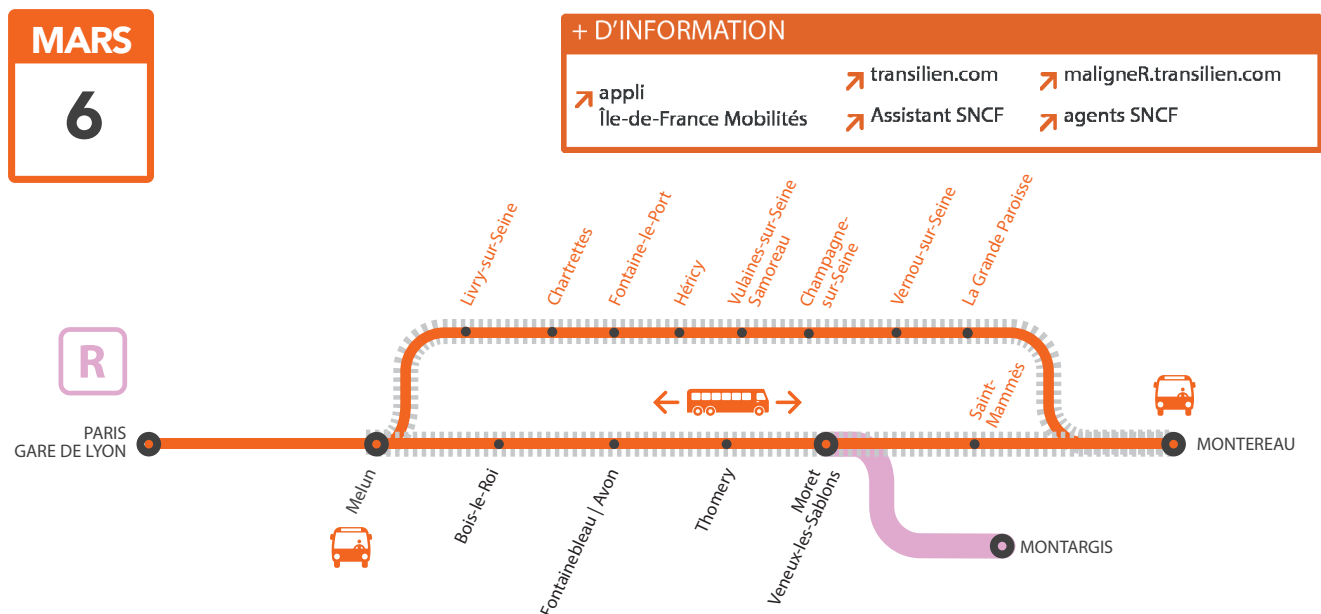 MARS
6
+ D'INFORMATION
appli
Île-de-France Mobilités
transilien.com
Assistant SNCF
maligneR.transilien.com
agents SNCF
Livry-sur-Seine
Chartrettes
Fontaine-le-Port
Héricy
Vulaines-sur-Seine
Samoreau
Champagne-
sur-Seine
Vernou-sur-Seine
La Grande Paroisse
R
Saint-
Mammès
PARIS
GARE DE LYON
MONTEREAU
Melun
Bois-le-Roi
Fontainebleau | Avon
Thomery
Moret
Veneux-les-Sablons
MONTARGIS